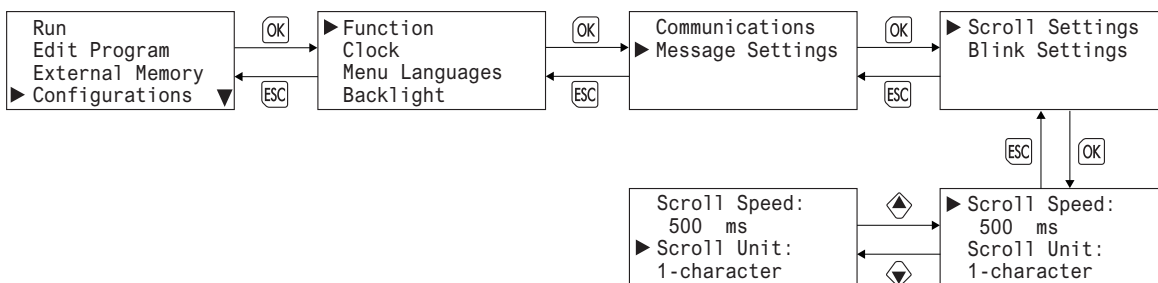 Run
Edit Program
External Memory
▶ Configurations ▼
OK
ESC
▶ Function
Clock
Menu Languages
Backlight
OK
ESC
Communications
▶ Message Settings
OK
ESC
▶ Scroll Settings
Blink Settings
ESC
OK
Scroll Speed:
500 ms
▶ Scroll Unit:
1-character
▶ Scroll Speed:
500 ms
Scroll Unit:
1-character